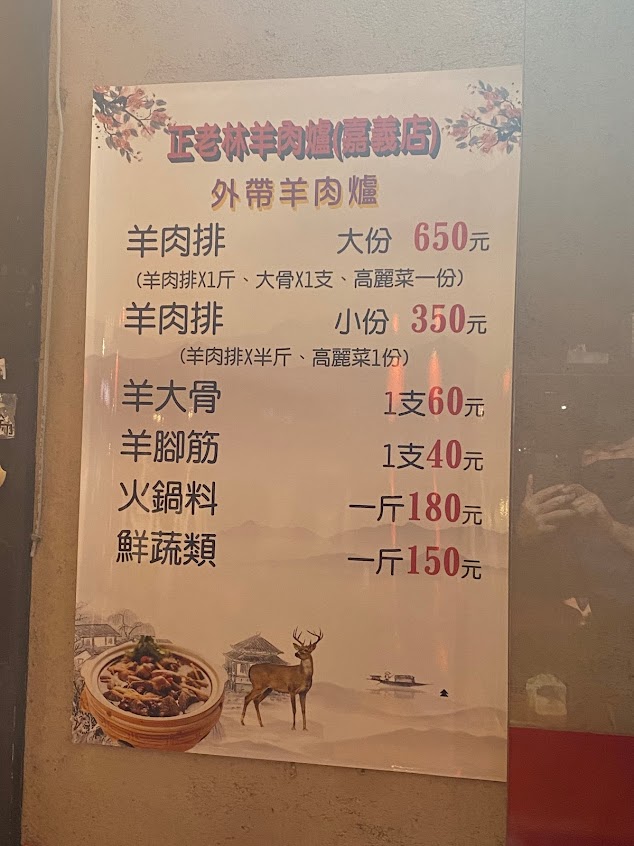 正老林羊肉爐(嘉義店)
外帶羊肉爐
羊肉排 大份 650元
(羊肉排X1斤、大骨X1支、高麗菜一份)
羊肉排 小份 350元
(羊肉排X半斤、高麗菜1份)
羊大骨 1支60元
羊腳筋 1支40元
火鍋料 一斤180元
鮮蔬類 一斤150元